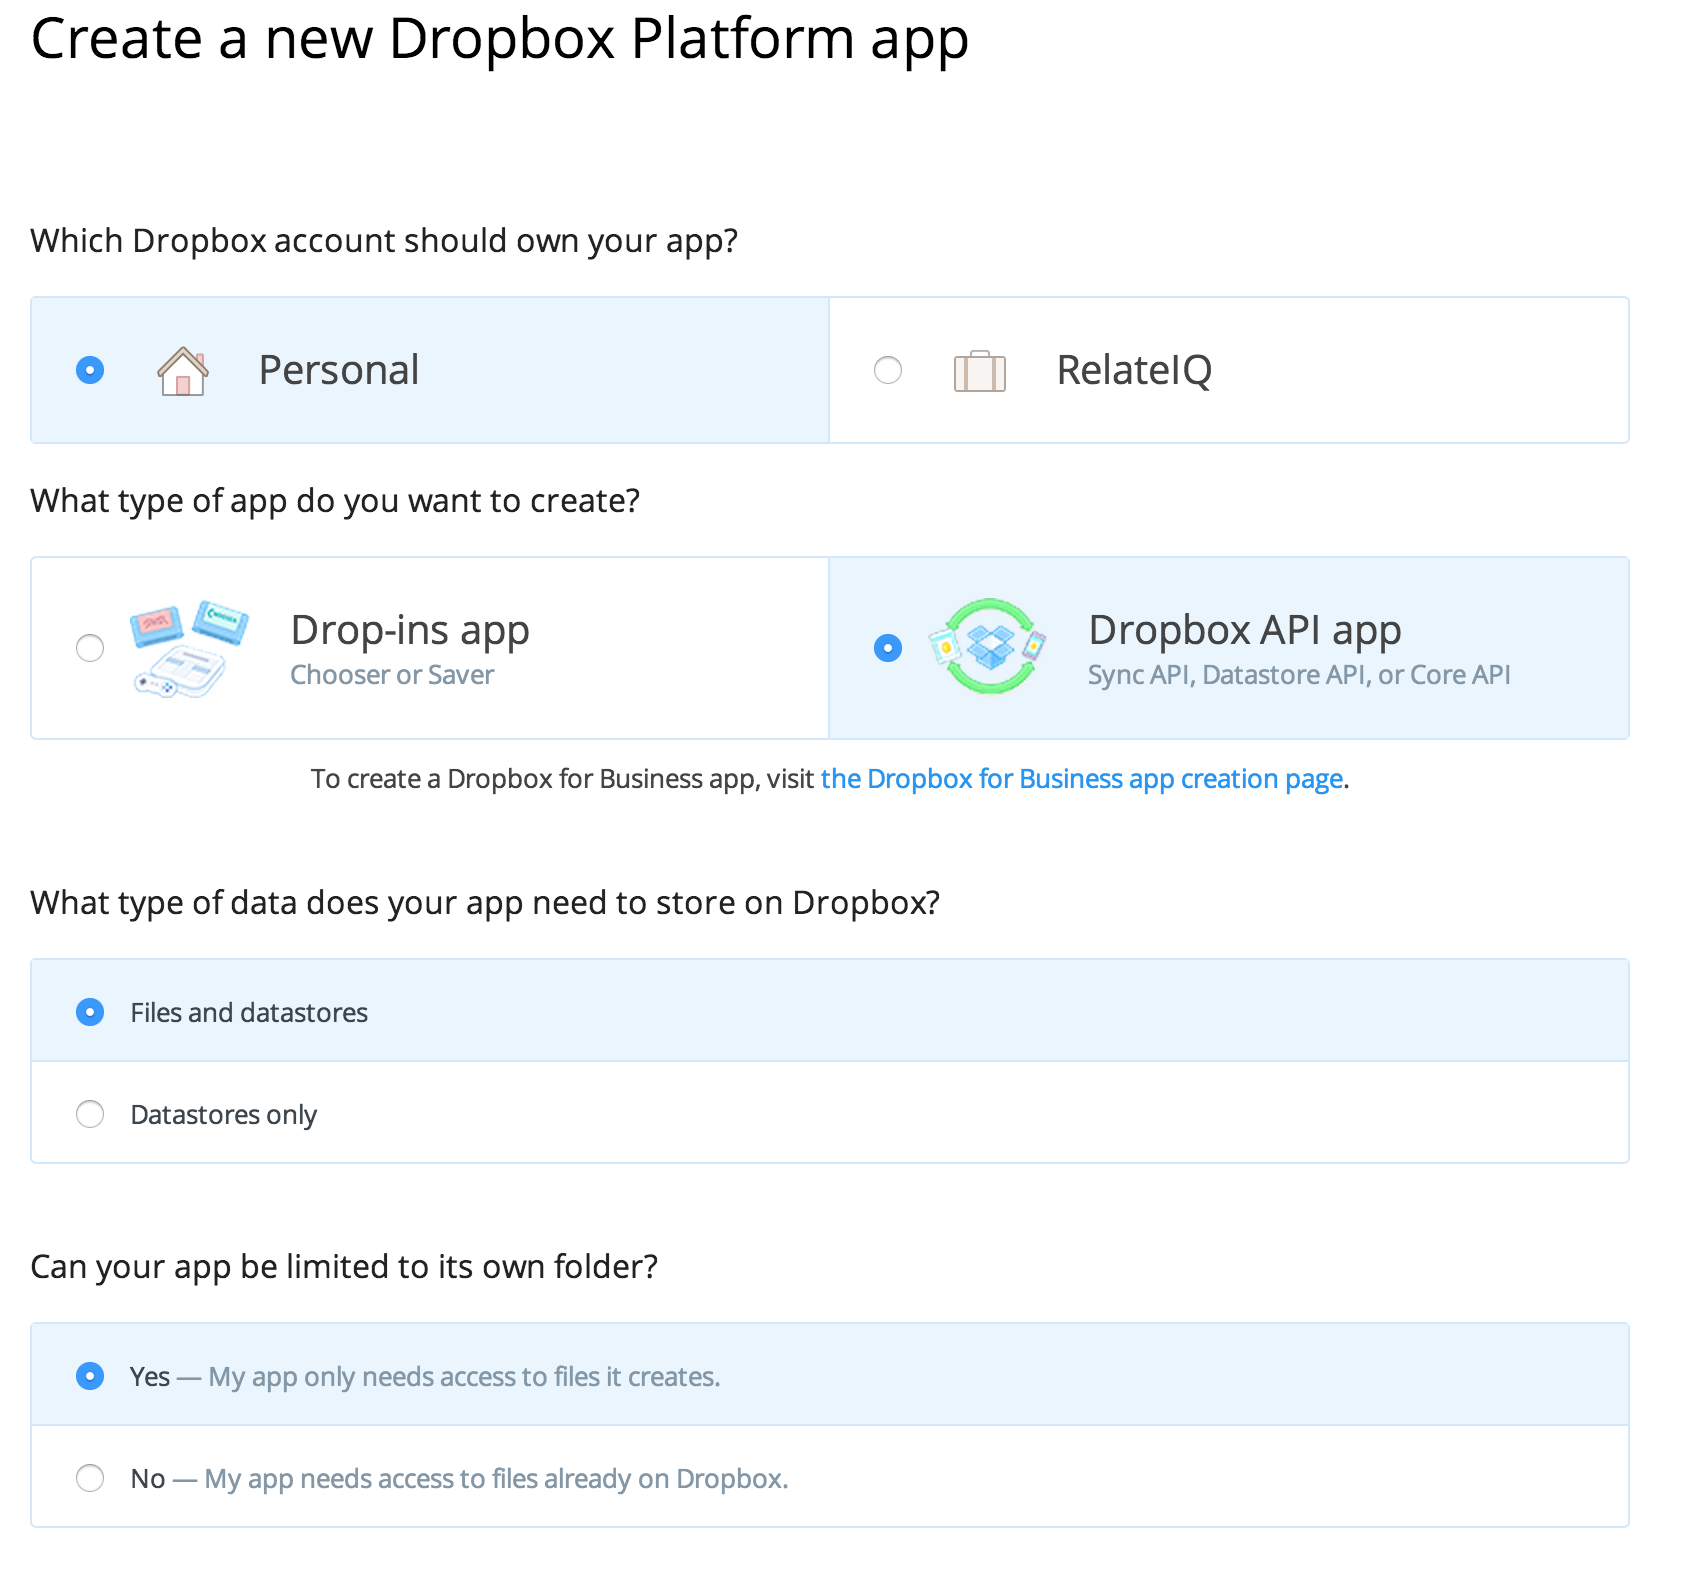 Create a new Dropbox Platform app
Which Dropbox account should own your app?
Personal
RelateIQ
What type of app do you want to create?
Drop-ins app
Chooser or Saver
Dropbox API app
Sync API, Datastore API, or Core API
To create a Dropbox for Business app, visit the Dropbox for Business app creation page.
What type of data does your app need to store on Dropbox?
Files and datastores
Datastores only
Can your app be limited to its own folder?
Yes — My app only needs access to files it creates.
No — My app needs access to files already on Dropbox.